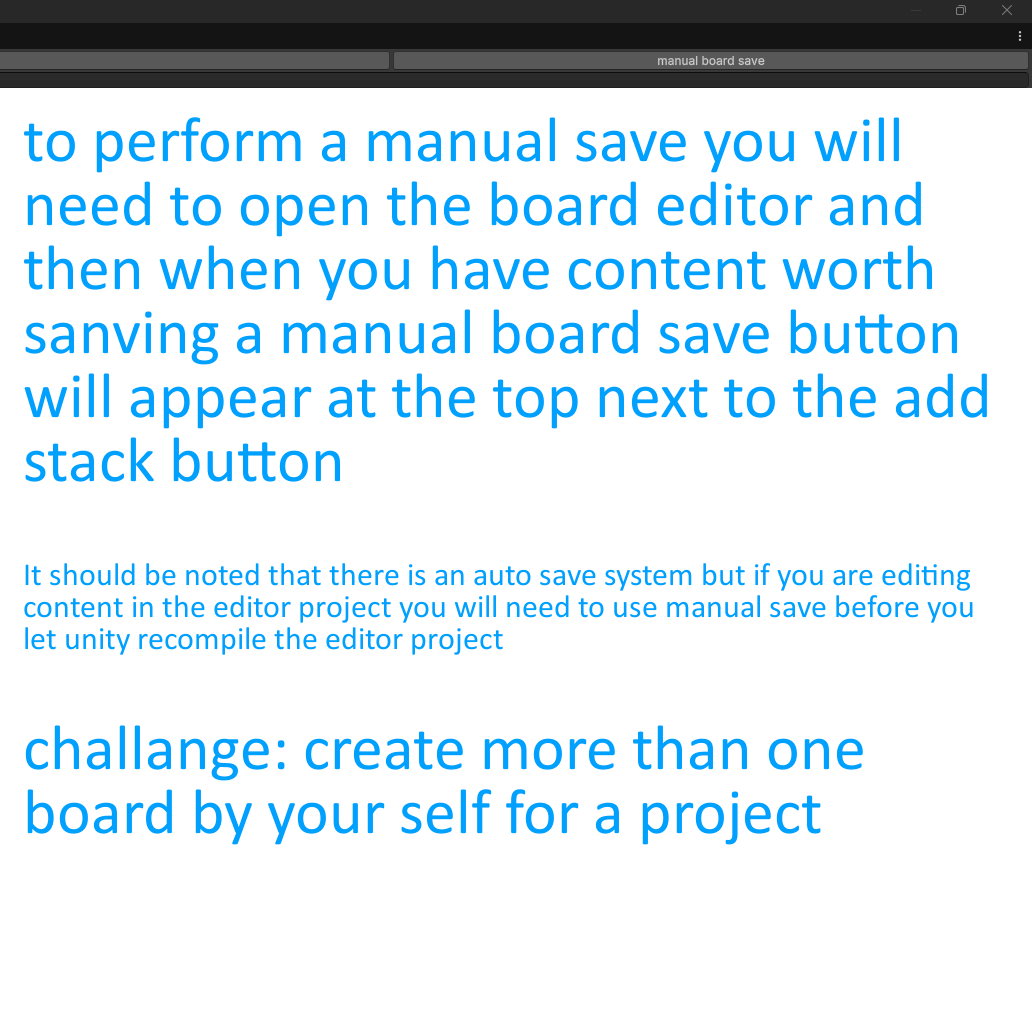 manual board save
to perform a manual save you will
need to open the board editor and
then when you have content worth
sanving a manual board save button
will appear at the top next to the add
stack button
It should be noted that there is an auto save system but if you are editing
content in the editor project you will need to use manual save before you
let unity recompile the editor project
challange: create more than one
board by your self for a project